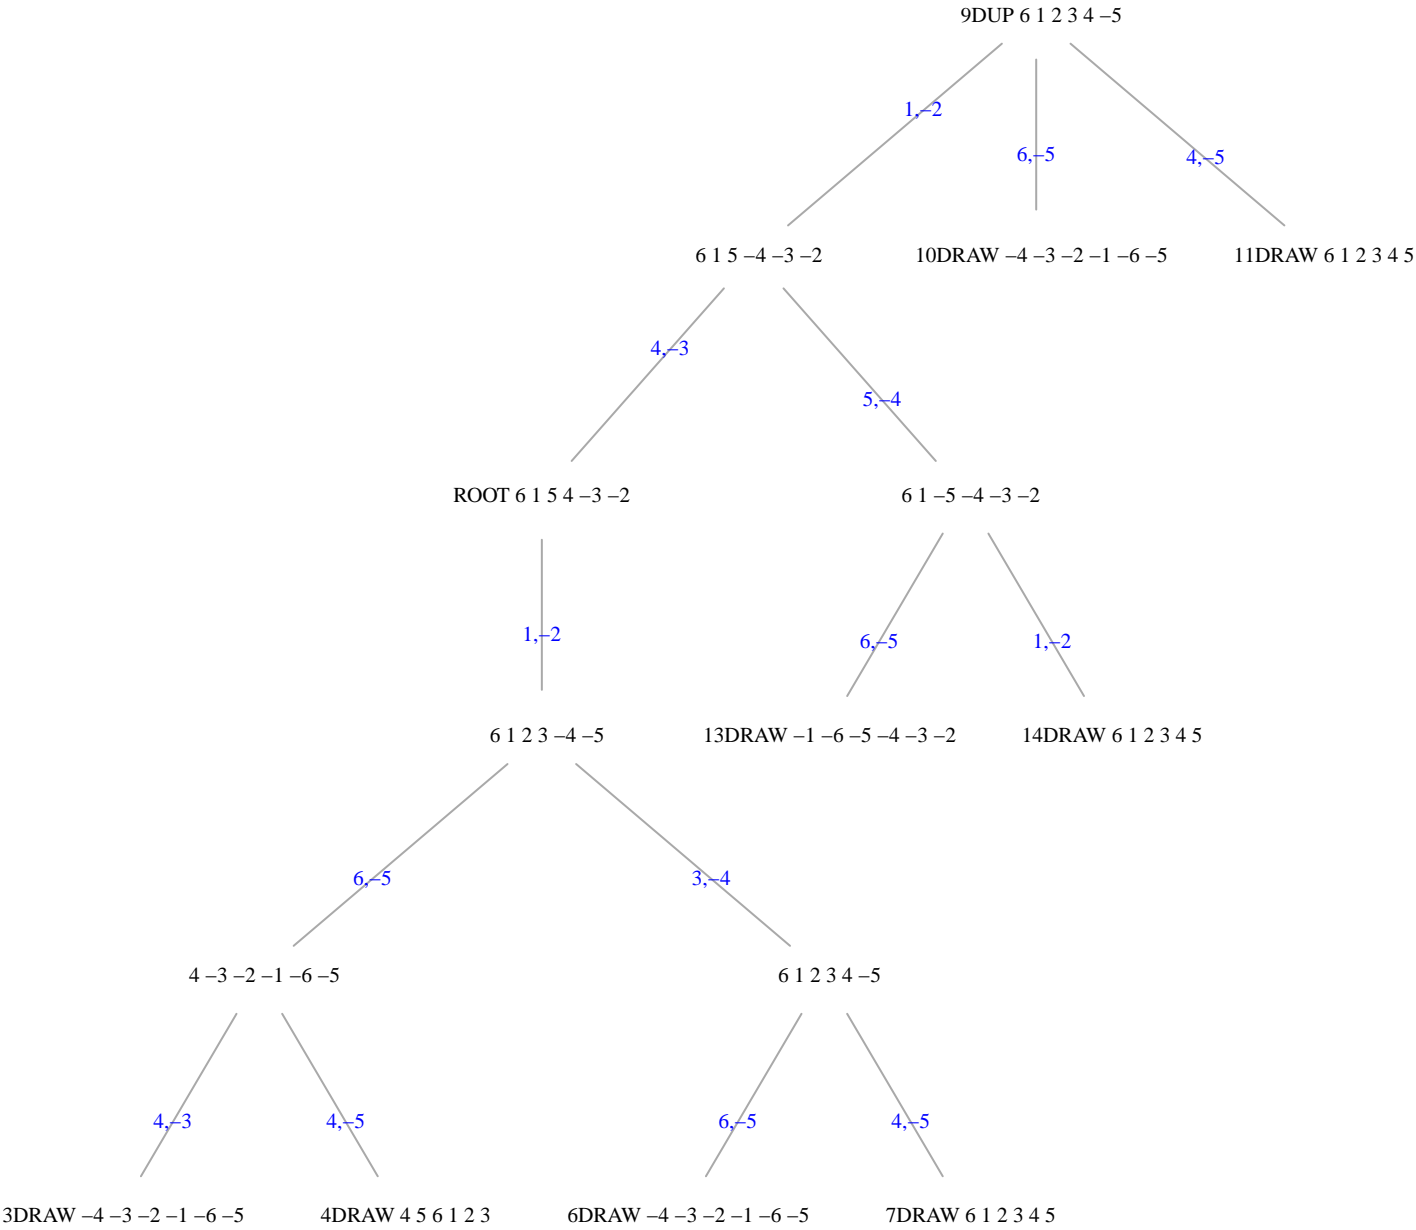 9DUP 6 1 2 3 4 –5
1,–2
6,–5
4,–5
6 1 5 –4 –3 –2
10DRAW –4 –3 –2 –1 –6 –5
11DRAW 6 1 2 3 4 5
4,–3
5,–4
ROOT 6 1 5 4 –3 –2
6 1 –5 –4 –3 –2
1,–2
6,–5
1,–2
6 1 2 3 –4 –5
13DRAW –1 –6 –5 –4 –3 –2
14DRAW 6 1 2 3 4 5
6,–5
3,–4
4 –3 –2 –1 –6 –5
6 1 2 3 4 –5
4,–3
4,–5
6,–5
4,–5
3DRAW –4 –3 –2 –1 –6 –5
4DRAW 4 5 6 1 2 3
6DRAW –4 –3 –2 –1 –6 –5
7DRAW 6 1 2 3 4 5